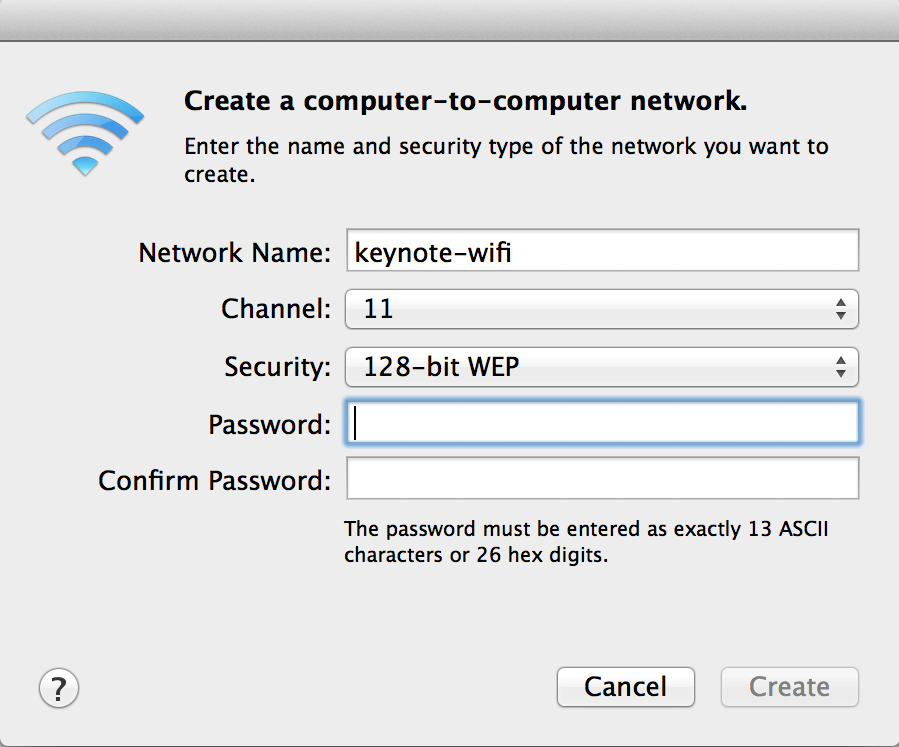 Create a computer-to-computer network.
Enter the name and security type of the network you want to
create.
Network Name: keynote-wifi
Channel: 11
Security: 128-bit WEP
Password:
Confirm Password:
The password must be entered as exactly 13 ASCII
characters or 26 hex digits.
? Cancel Create